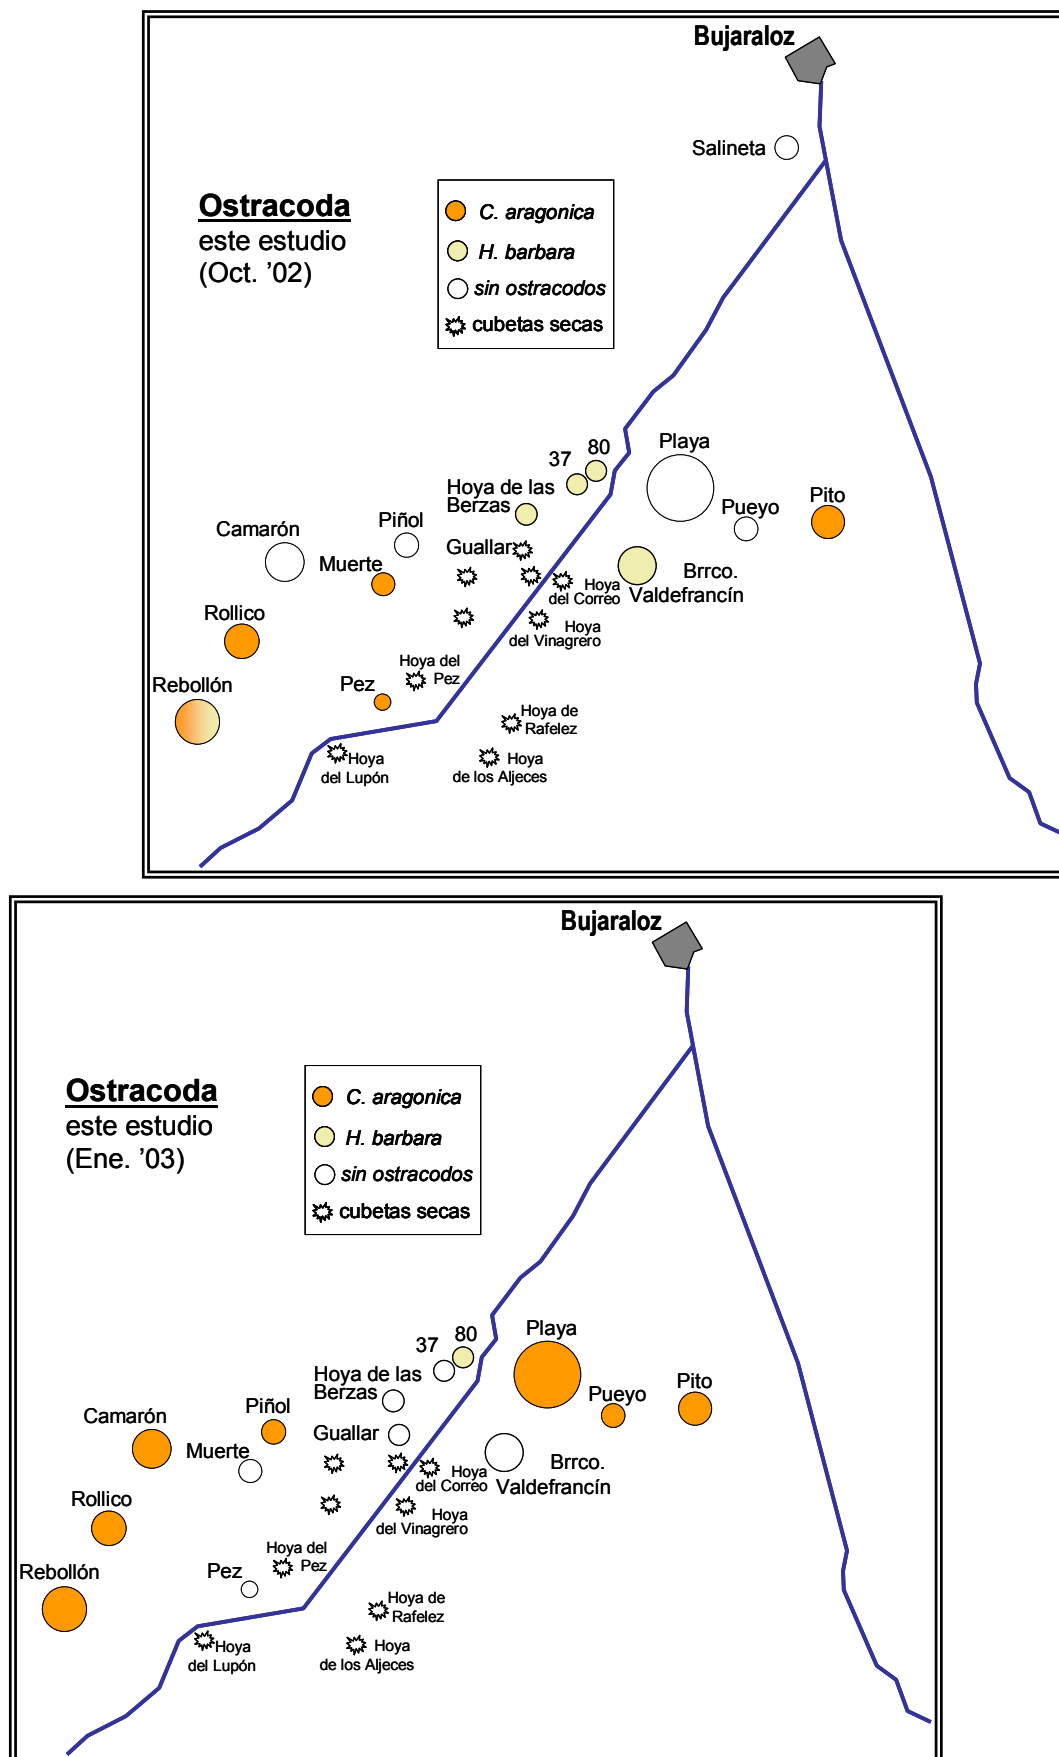 Bujaraloz
Salineta
Ostracoda
este estudio
(Oct. '02)
C. aragonica
H. barbara
sin ostracodos
cubetas secas
80
37
Playa
Hoya de las
Berzas
Pueyo
Pito
Camarón
Piñol
Guallar
Muerte
Brrco.
Valdefrancín
Hoya
del Correo
Rollico
Hoya
del Vinagrero
Hoya del
Pez
Pez
Rebollón
Hoya de
Rafelez
Hoya
del Lupón
Hoya
de los Aljeces
Bujaraloz
Ostracoda
este estudio
(Ene. '03)
C. aragonica
H. barbara
sin ostracodos
cubetas secas
80
37
Playa
Hoya de las
Berzas
Pueyo
Pito
Camarón
Piñol
Guallar
Muerte
Brrco.
Valdefrancín
Hoya
del Correo
Rollico
Hoya
del Vinagrero
Hoya del
Pez
Pez
Rebollón
Hoya de
Rafelez
Hoya
del Lupón
Hoya
de los Aljeces